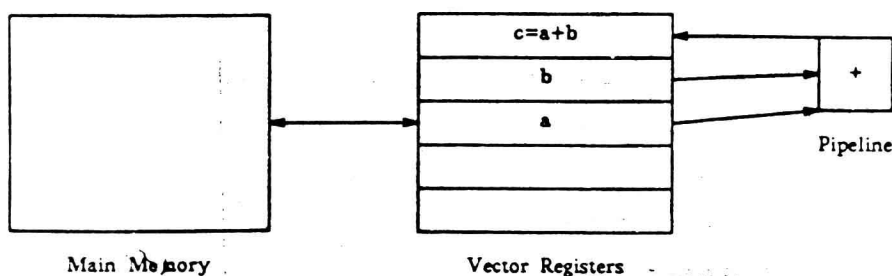 c=a+b
b
+
a
Pipeline
Main Memory
Vector Registers